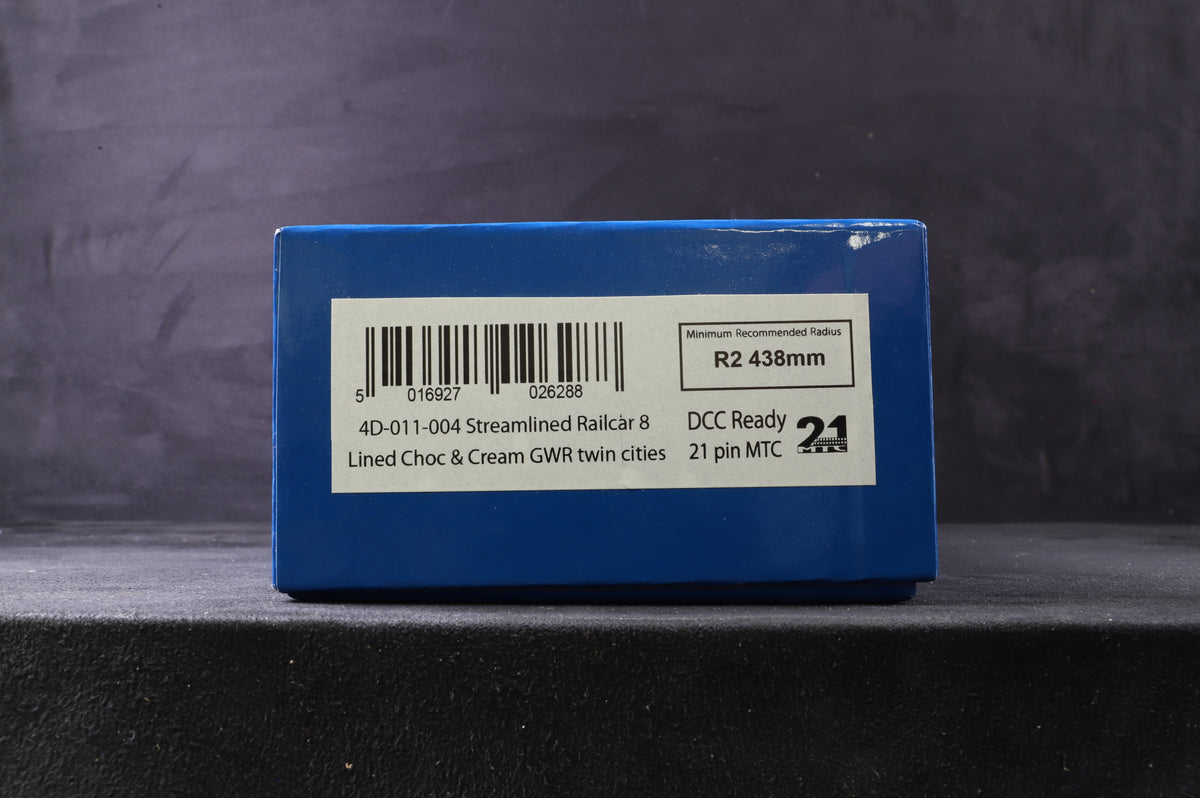 5 016927 026288
4D-011-004 Streamlined Railcar 8
Lined Choc & Cream GWR twin cities
Minimum Recommended Radius
R2 438mm
DCC Ready
21 pin MTC
21
MTC